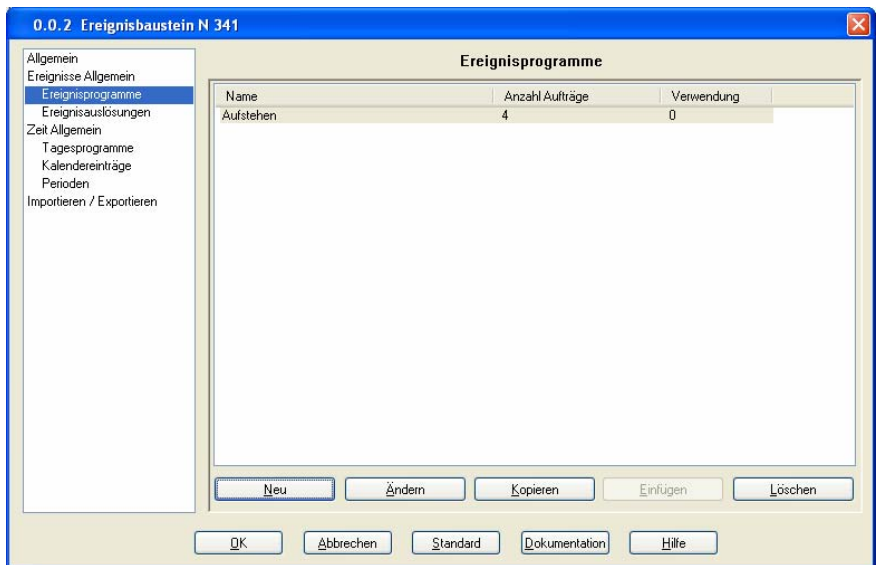 0.0.2 Ereignisbaustein N 341
Allgemein
Ereignisse Allgemein
Ereignisprogramme
Ereignisauslösungen
Zeit Allgemein
Tagesprogramme
Kalendereinträge
Perioden
Importieren / Exportieren
Ereignisprogramme
Name Anzahl Aufträge Verwendung
Aufstehen 4 0
Neu Ändern Kopieren Einfügen Löschen
OK Abbrechen Standard Dokumentation Hilfe